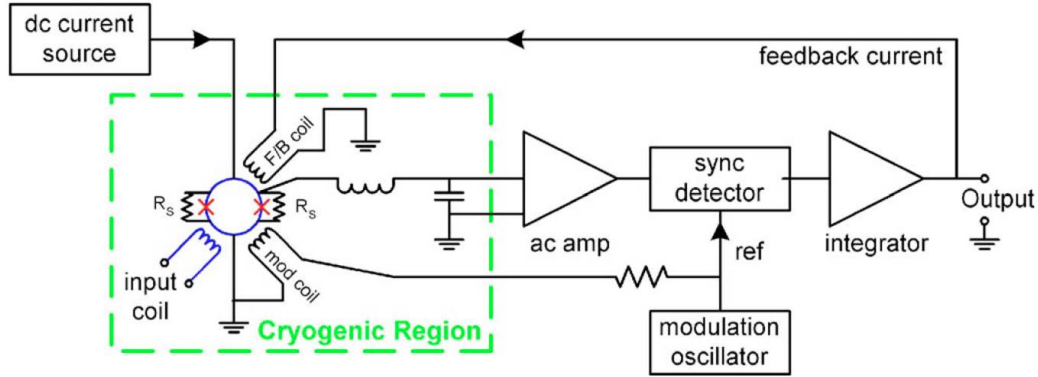 dc current
source
feedback current
F/B coil
R_S
R_S
mod coil
input
coil
Cryogenic Region
ac amp
sync
detector
ref
integrator
Output
modulation
oscillator